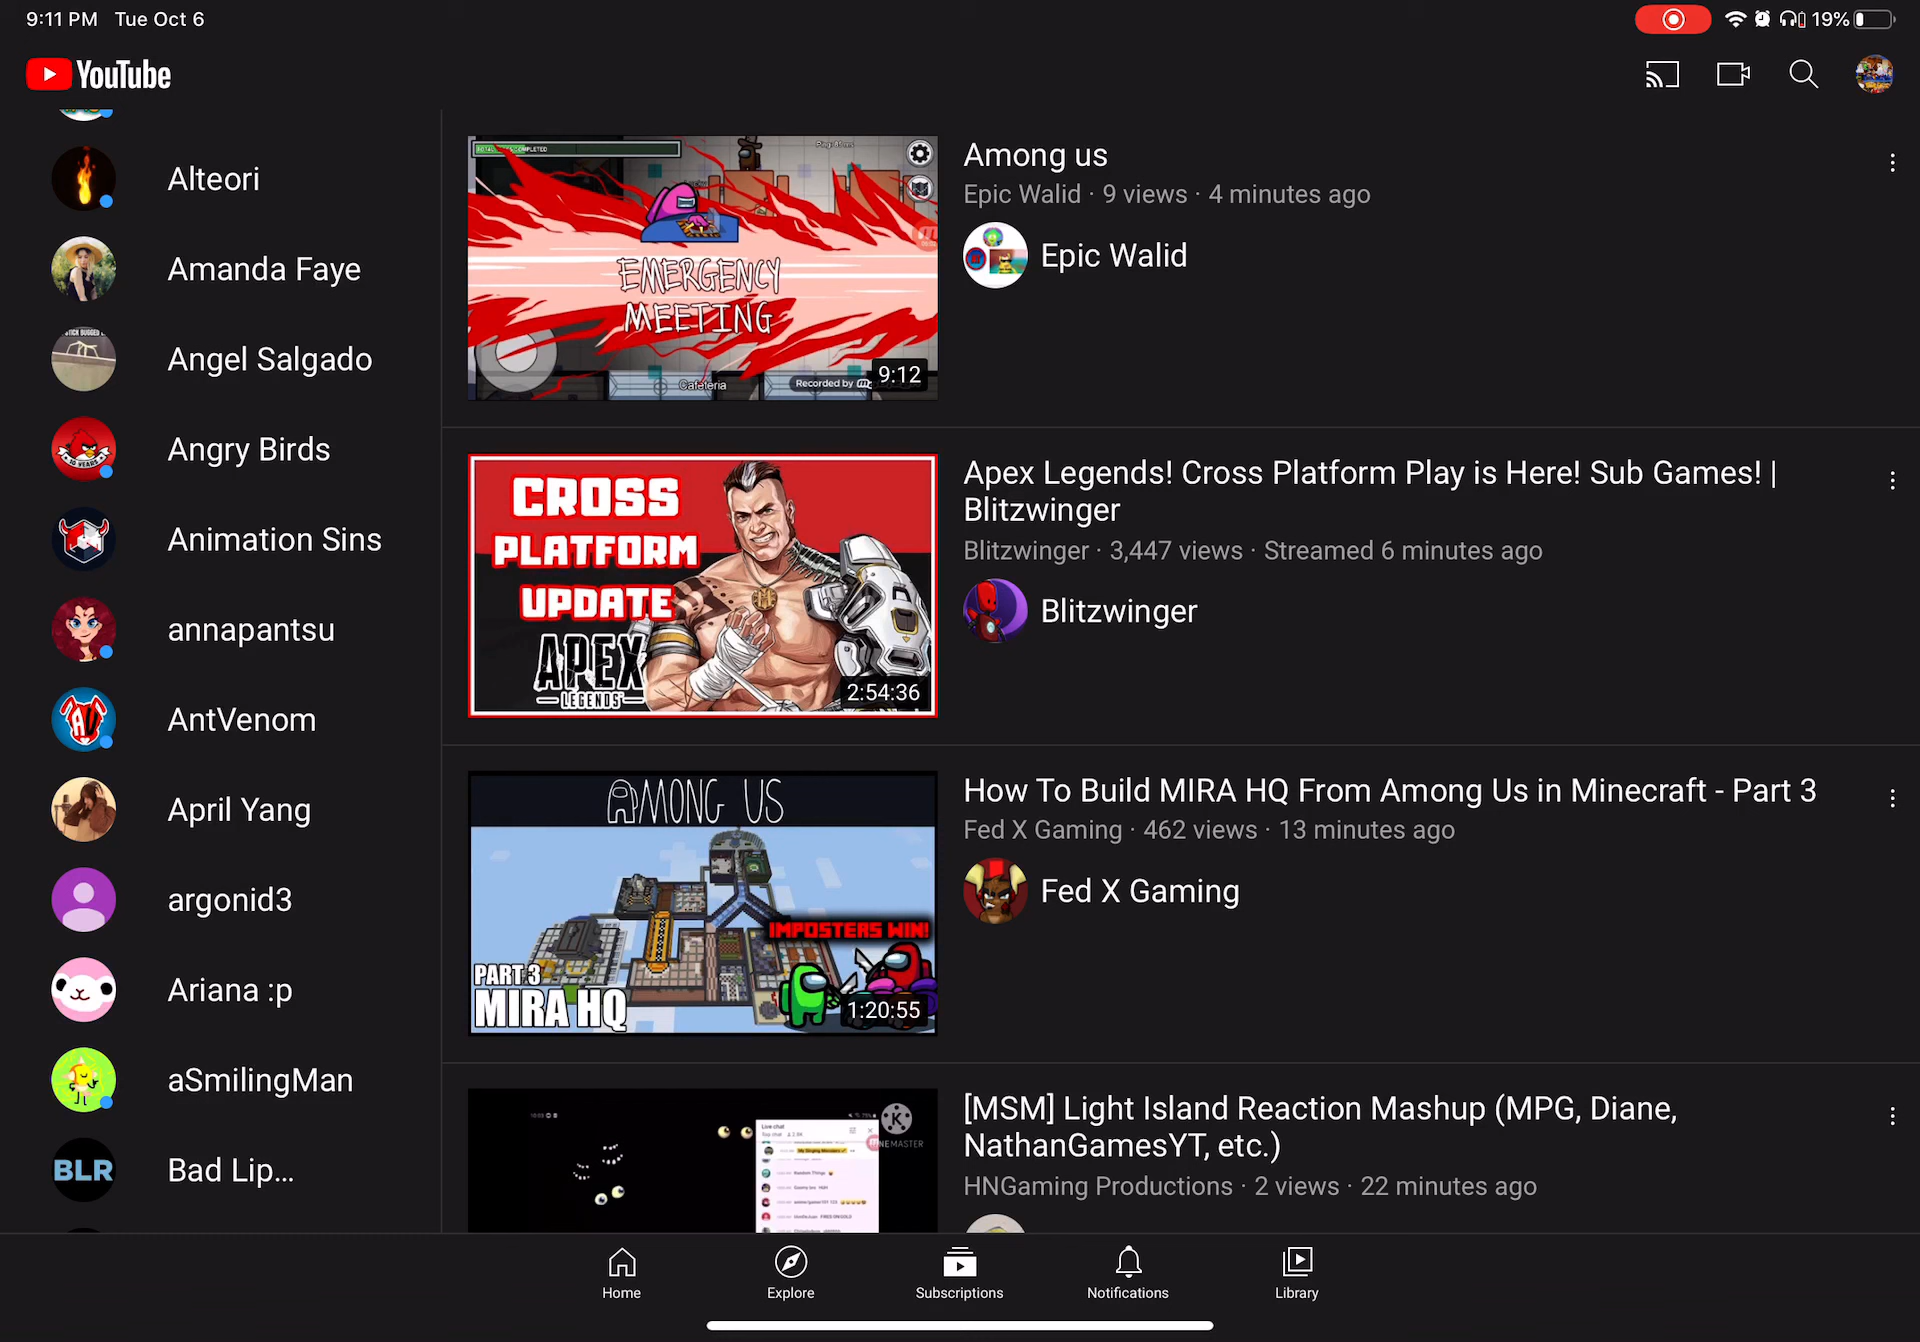 9:11 PM Tue Oct 6
19%
YouTube
Alteori
Amanda Faye
Angel Salgado
Angry Birds
Animation Sins
annapantsu
AntVenom
April Yang
argonid3
Ariana :p
aSmilingMan
BLR
Bad Lip...
EMERGENCY
MEETING
Cafeteria
Recorded by
9:12
Among us
Epic Walid · 9 views · 4 minutes ago
Epic Walid
CROSS
PLATFORM
UPDATE
APEX
LEGENDS
2:54:36
Apex Legends! Cross Platform Play is Here! Sub Games! |
Blitzwinger
Blitzwinger · 3,447 views · Streamed 6 minutes ago
Blitzwinger
AMONG US
IMPOSTERS WIN!
PART 3
MIRA HQ
1:20:55
How To Build MIRA HQ From Among Us in Minecraft - Part 3
Fed X Gaming · 462 views · 13 minutes ago
Fed X Gaming
Live chat
[MSM] Light Island Reaction Mashup (MPG, Diane,
NathanGamesYT, etc.)
HNGaming Productions · 2 views · 22 minutes ago
Home
Explore
Subscriptions
Notifications
Library